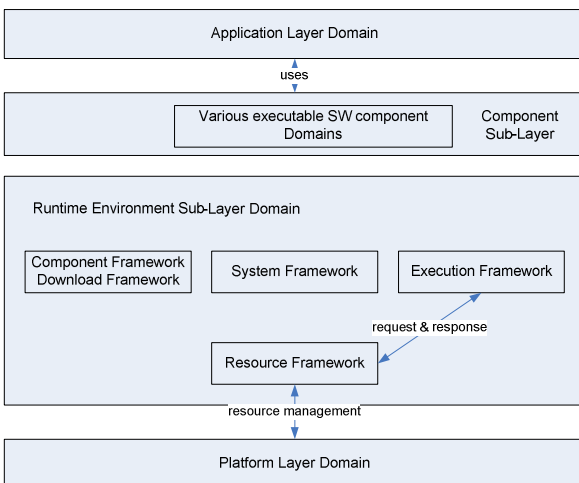 Application Layer Domain
uses
Various executable SW component
Domains
Component
Sub-Layer
Runtime Environment Sub-Layer Domain
Component Framework
Download Framework
System Framework
Execution Framework
request & response
Resource Framework
resource management
Platform Layer Domain